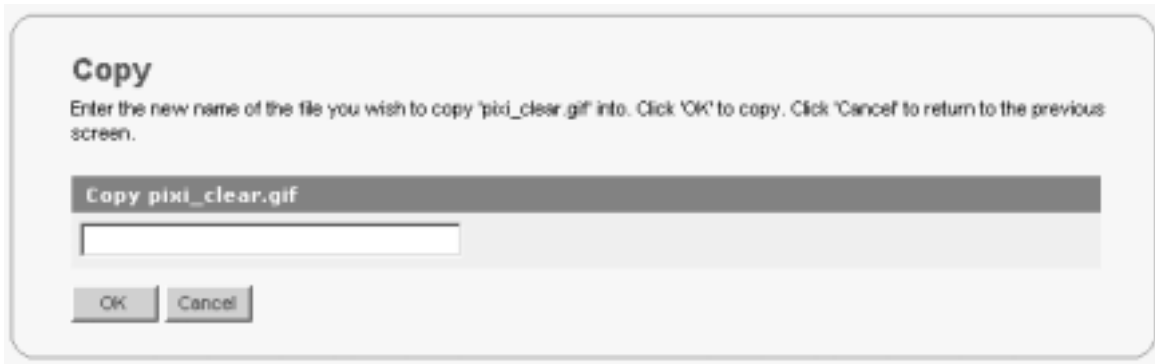 Copy
Enter the new name of the file you wish to copy 'pixi_clear.gif' into. Click 'OK' to copy. Click 'Cancel' to return to the previous
screen.
Copy pixi_clear.gif
OK Cancel